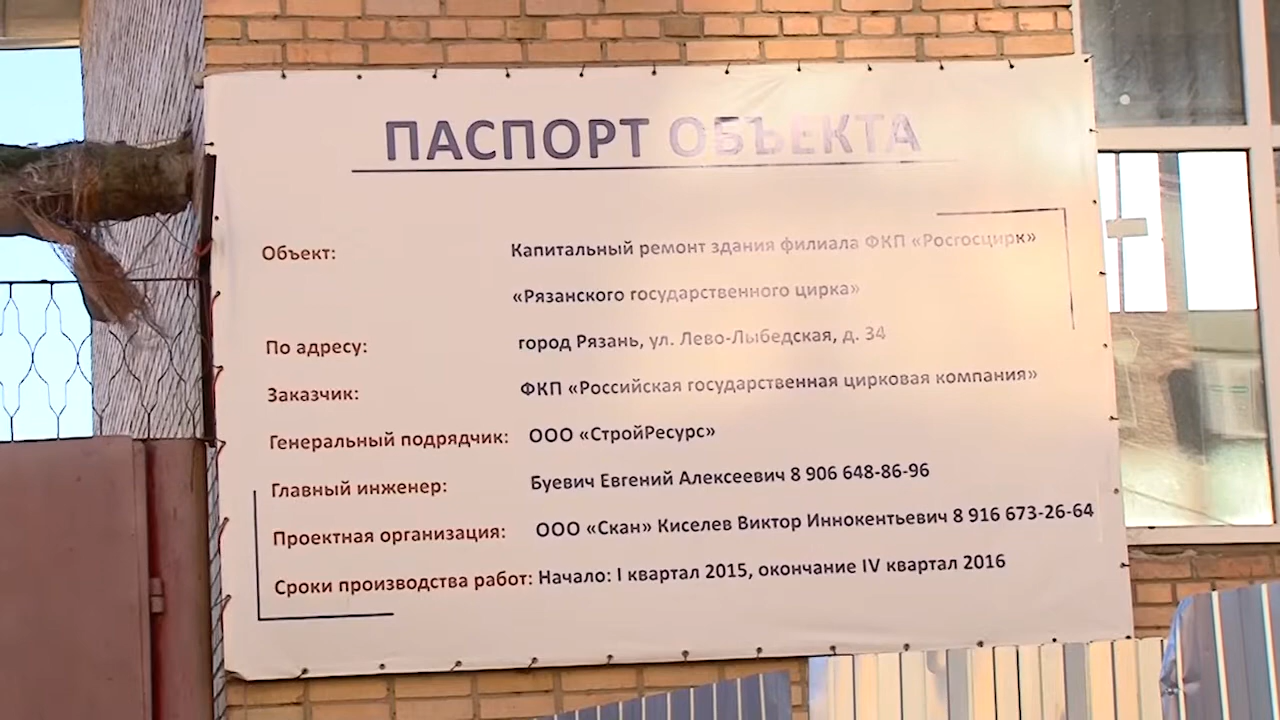 ПАСПОРТ ОБЪЕКТА
Объект: Капитальный ремонт здания филиала ФКП «Росгосцирк»
«Рязанского государственного цирка»
По адресу: город Рязань, ул. Лево-Лыбедская, д. 34
Заказчик: ФКП «Российская государственная цирковая компания»
Генеральный подрядчик: ООО «СтройРесурс»
Главный инженер: Буевич Евгений Алексеевич 8 906 648-86-96
Проектная организация: ООО «Скан» Киселев Виктор Иннокентьевич 8 916 673-26-64
Сроки производства работ: Начало: I квартал 2015, окончание IV квартал 2016